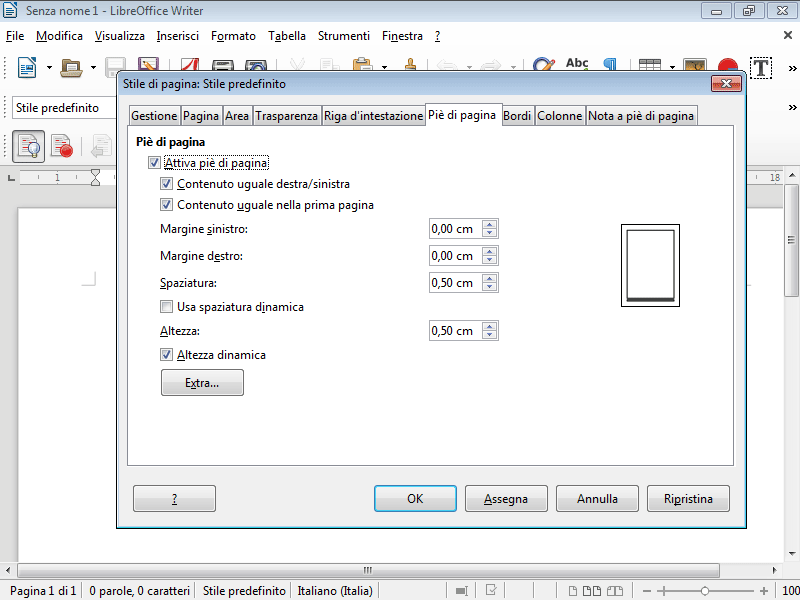 Senza nome 1 - LibreOffice Writer
File Modifica Visualizza Inserisci Formato Tabella Strumenti Finestra ?
Abc
T
Stile predefinito
Stile di pagina: Stile predefinito
Gestione Pagina Area Trasparenza Riga d'intestazione Piè di pagina Bordi Colonne Nota a piè di pagina
Piè di pagina
Attiva piè di pagina
Contenuto uguale destra/sinistra
Contenuto uguale nella prima pagina
Margine sinistro: 0,00 cm
Margine destro: 0,00 cm
Spaziatura: 0,50 cm
Usa spaziatura dinamica
Altezza: 0,50 cm
Altezza dinamica
Extra...
? OK Assegna Annulla Ripristina
1 18
Pagina 1 di 1 0 parole, 0 caratteri Stile predefinito Italiano (Italia) 100